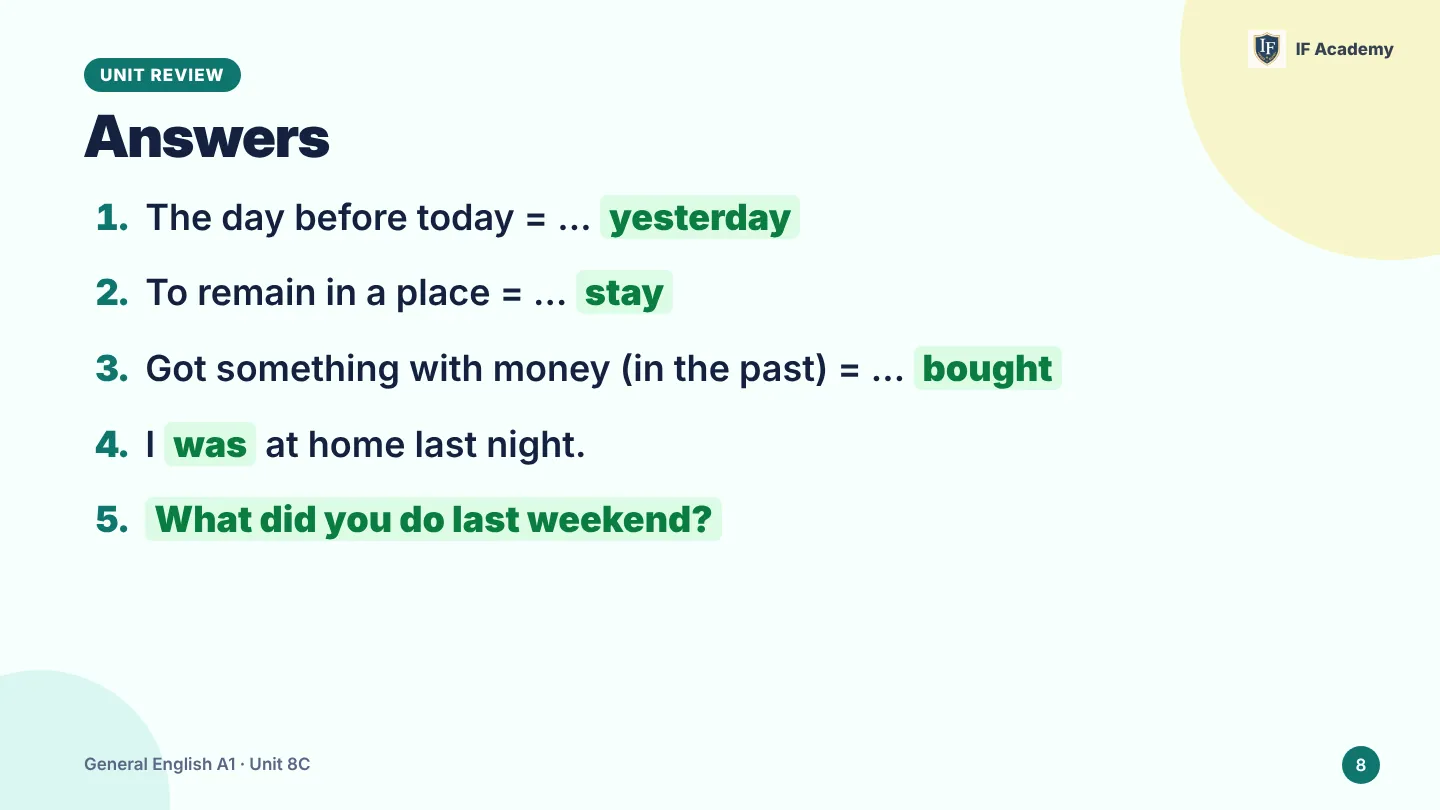 IF IF Academy
UNIT REVIEW
Answers
1. The day before today = ... yesterday
2. To remain in a place = ... stay
3. Got something with money (in the past) = ... bought
4. I was at home last night.
5. What did you do last weekend?
General English A1 · Unit 8C
8